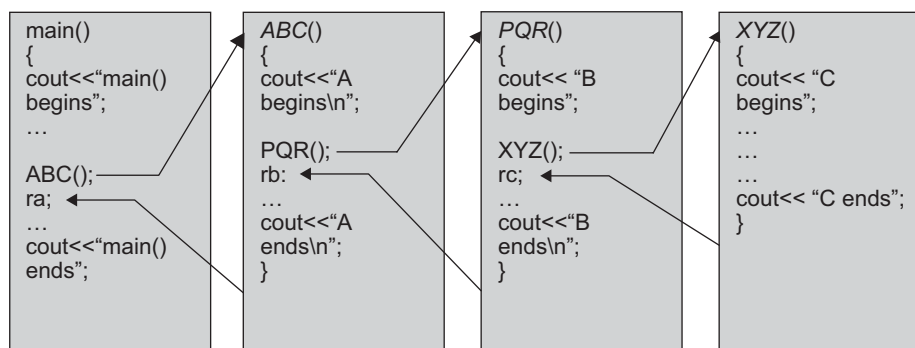 main()
{
cout<<“main()
begins”;
…
ABC();
ra;
…
cout<<“main()
ends”;
ABC()
{
cout<<“A
begins\n”;
PQR();
rb:
…
cout<<“A
ends\n”;
}
PQR()
{
cout<< “B
begins”;
XYZ();
rc;
…
cout<<“B
ends\n”;
}
XYZ()
{
cout<< “C
begins”;
…
…
…
cout<< “C ends”;
}